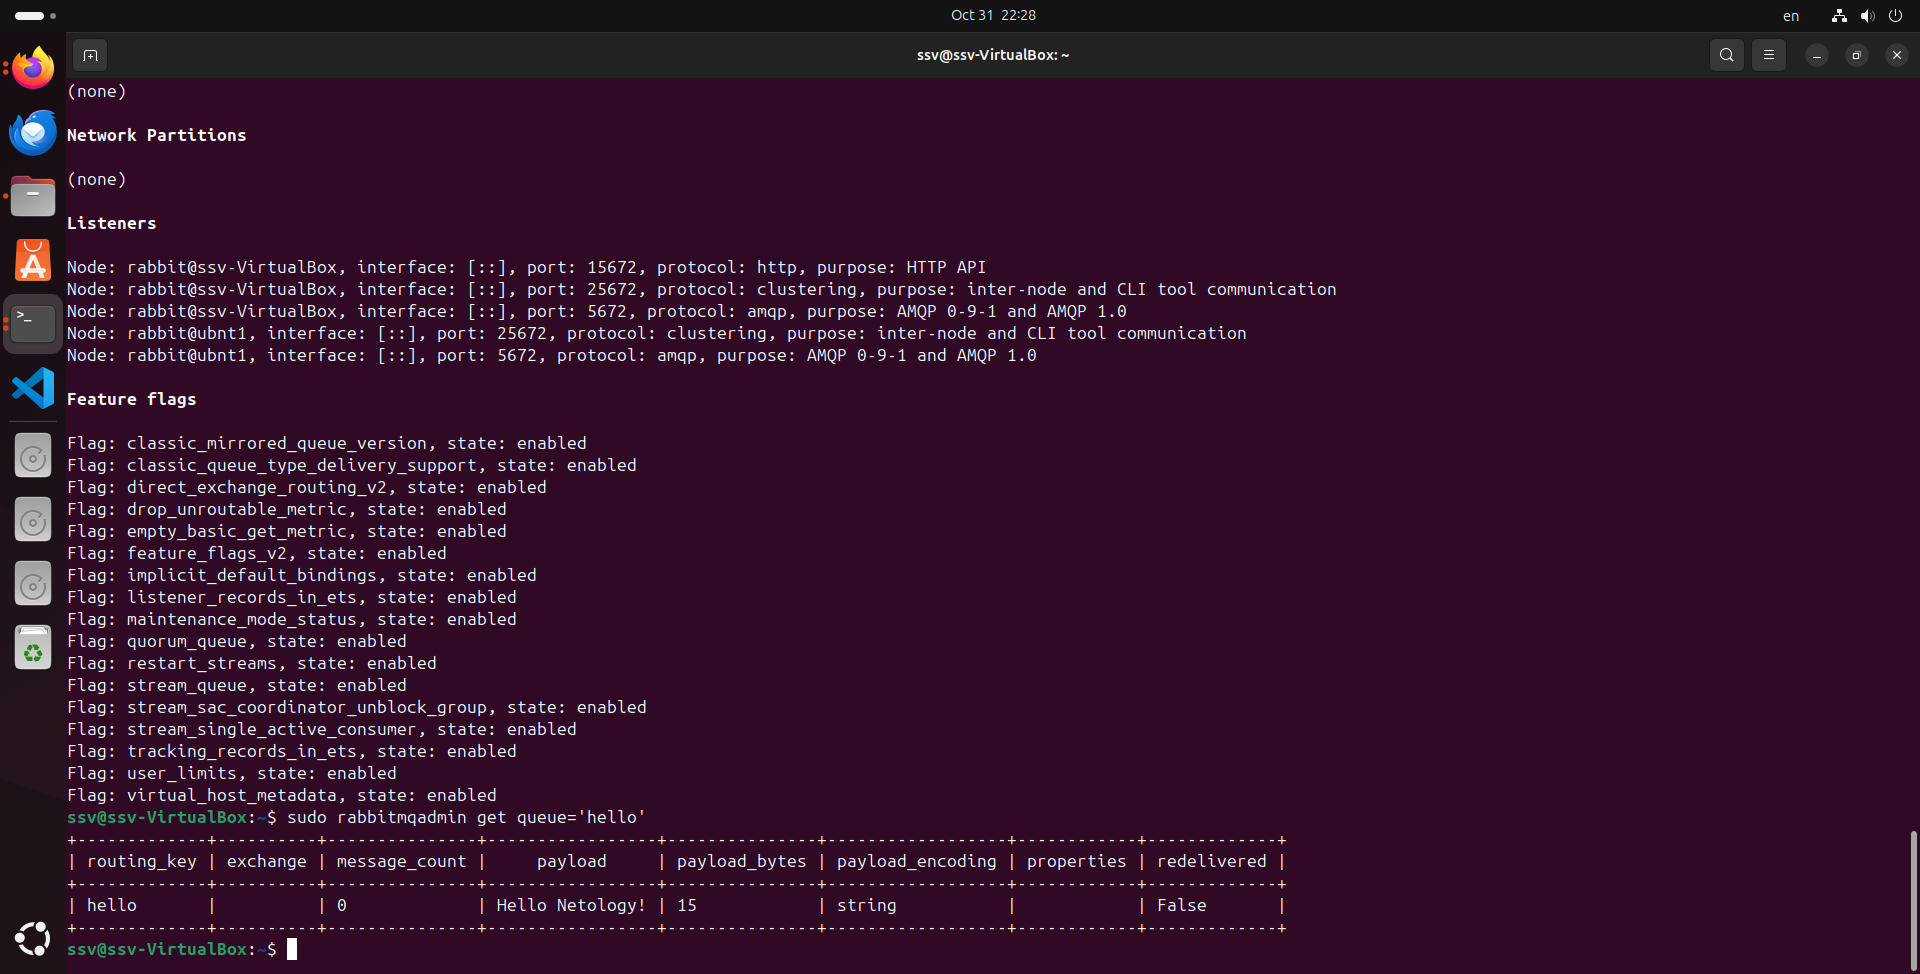 Oct 31 22:28
en
ssv@ssv-VirtualBox: ~
(none)
Network Partitions
(none)
Listeners
Node: rabbit@ssv-VirtualBox, interface: [::], port: 15672, protocol: http, purpose: HTTP API
Node: rabbit@ssv-VirtualBox, interface: [::], port: 25672, protocol: clustering, purpose: inter-node and CLI tool communication
Node: rabbit@ssv-VirtualBox, interface: [::], port: 5672, protocol: amqp, purpose: AMQP 0-9-1 and AMQP 1.0
Node: rabbit@ubnt1, interface: [::], port: 25672, protocol: clustering, purpose: inter-node and CLI tool communication
Node: rabbit@ubnt1, interface: [::], port: 5672, protocol: amqp, purpose: AMQP 0-9-1 and AMQP 1.0
Feature flags
Flag: classic_mirrored_queue_version, state: enabled
Flag: classic_queue_type_delivery_support, state: enabled
Flag: direct_exchange_routing_v2, state: enabled
Flag: drop_unroutable_metric, state: enabled
Flag: empty_basic_get_metric, state: enabled
Flag: feature_flags_v2, state: enabled
Flag: implicit_default_bindings, state: enabled
Flag: listener_records_in_ets, state: enabled
Flag: maintenance_mode_status, state: enabled
Flag: quorum_queue, state: enabled
Flag: restart_streams, state: enabled
Flag: stream_queue, state: enabled
Flag: stream_sac_coordinator_unblock_group, state: enabled
Flag: stream_single_active_consumer, state: enabled
Flag: tracking_records_in_ets, state: enabled
Flag: user_limits, state: enabled
Flag: virtual_host_metadata, state: enabled
ssv@ssv-VirtualBox:~$ sudo rabbitmqadmin get queue='hello'
+-------------+----------+---------------+-----------------+---------------+------------------+------------+-------------+
| routing_key | exchange | message_count |     payload     | payload_bytes | payload_encoding | properties | redelivered |
+-------------+----------+---------------+-----------------+---------------+------------------+------------+-------------+
| hello       |          | 0             | Hello Netology! | 15            | string           |            | False       |
+-------------+----------+---------------+-----------------+---------------+------------------+------------+-------------+
ssv@ssv-VirtualBox:~$